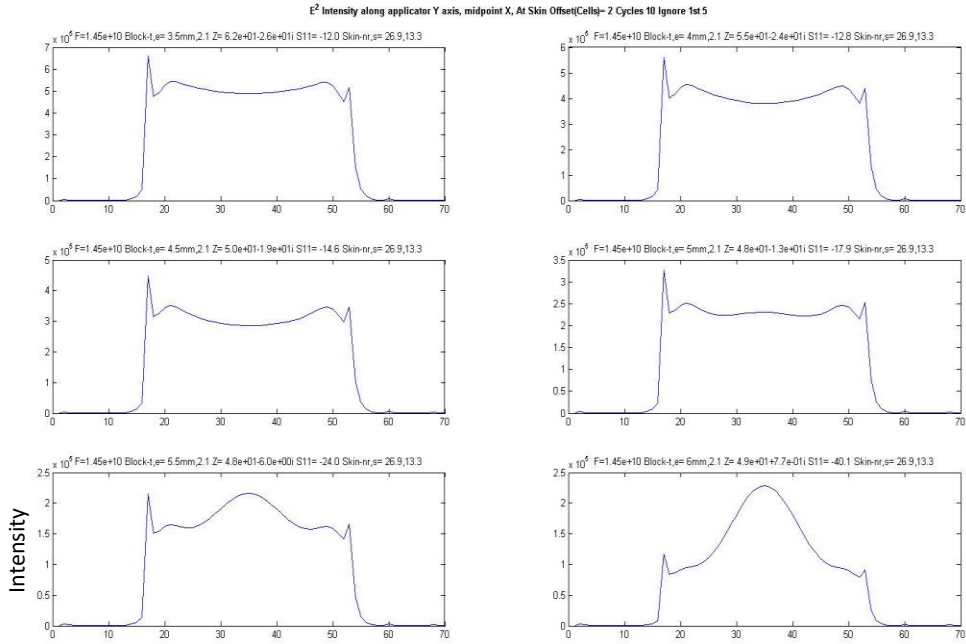 E² Intensity along applicator Y axis, midpoint X, At Skin Offset(Cells)= 2 Cycles 10 Ignore 1st 5
x 10⁵ F=1.45e+10 Block-t,e= 3.5mm,2.1 Z= 6.2e+01-2.6e+01i S11= -12.0 Skin-nr,s= 26.9,13.3
7
6
5
4
3
2
1
0
0 10 20 30 40 50 60 70
x 10⁵ F=1.45e+10 Block-t,e= 4mm,2.1 Z= 5.5e+01-2.4e+01i S11= -12.8 Skin-nr,s= 26.9,13.3
6
5
4
3
2
1
0
0 10 20 30 40 50 60 70
x 10⁵ F=1.45e+10 Block-t,e= 4.5mm,2.1 Z= 5.0e+01-1.9e+01i S11= -14.6 Skin-nr,s= 26.9,13.3
5
4
3
2
1
0
0 10 20 30 40 50 60 70
x 10⁵ F=1.45e+10 Block-t,e= 5mm,2.1 Z= 4.8e+01-1.3e+01i S11= -17.9 Skin-nr,s= 26.9,13.3
3.5
3
2.5
2
1.5
1
0.5
0
0 10 20 30 40 50 60 70
x 10⁵ F=1.45e+10 Block-t,e= 5.5mm,2.1 Z= 4.8e+01-6.0e+00i S11= -24.0 Skin-nr,s= 26.9,13.3
Intensity
2.5
2
1.5
1
0.5
0
0 10 20 30 40 50 60 70
x 10⁵ F=1.45e+10 Block-t,e= 6mm,2.1 Z= 4.9e+01+7.7e-01i S11= -40.1 Skin-nr,s= 26.9,13.3
2.5
2
1.5
1
0.5
0
0 10 20 30 40 50 60 70